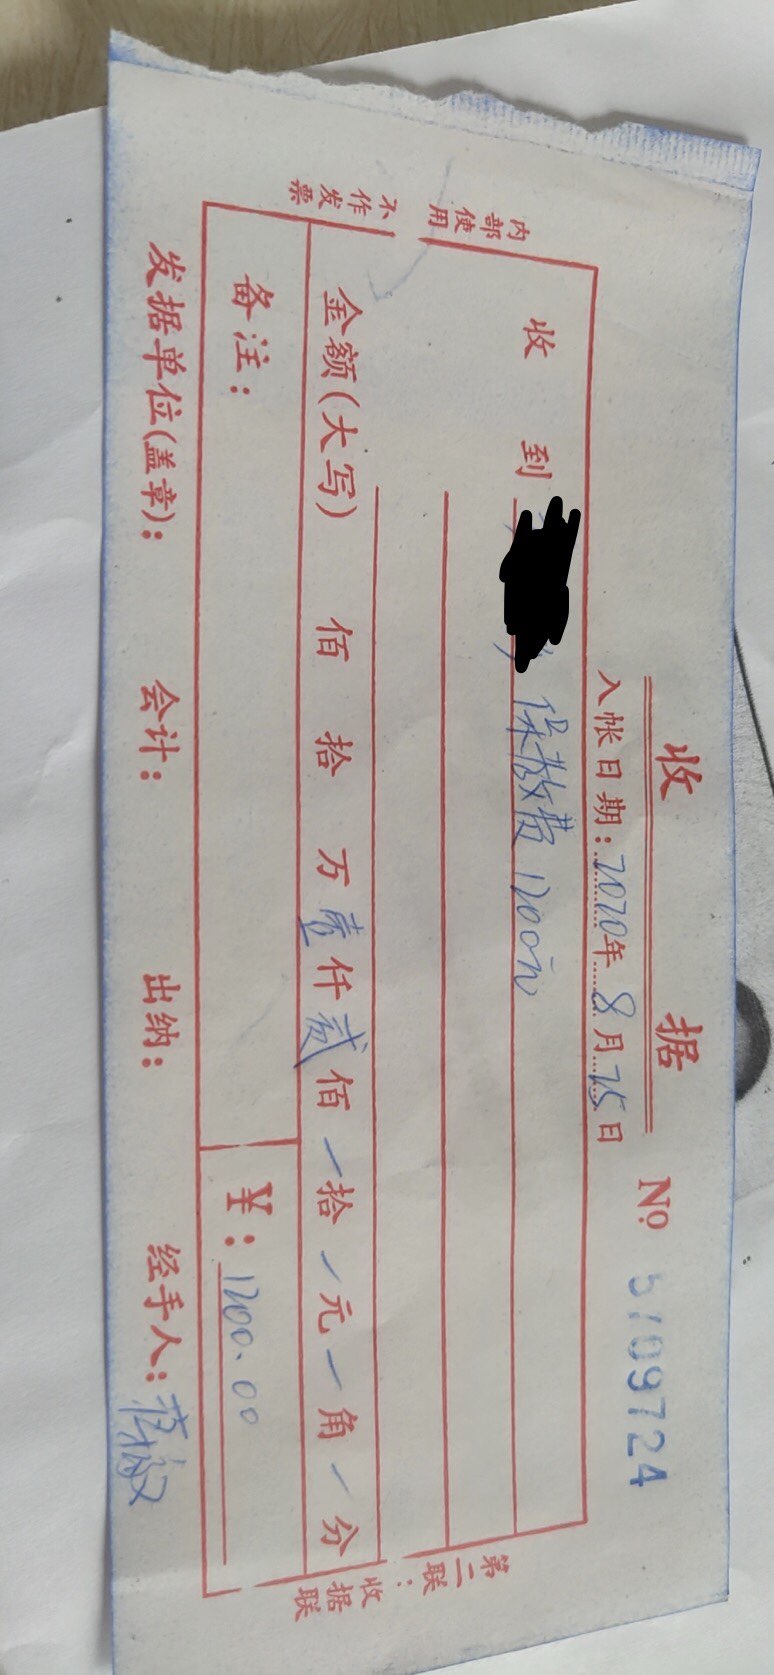 收 据
No 5709724
入帐日期:2020年8月25日
内部使用
不作发票
收 到 保教费1200元
金额(大写) 佰 拾 万壹仟贰佰/拾/元/角/分
备注:
¥:1200.00
发据单位(盖章): 会计: 出纳: 经手人:
第二联:
收据联